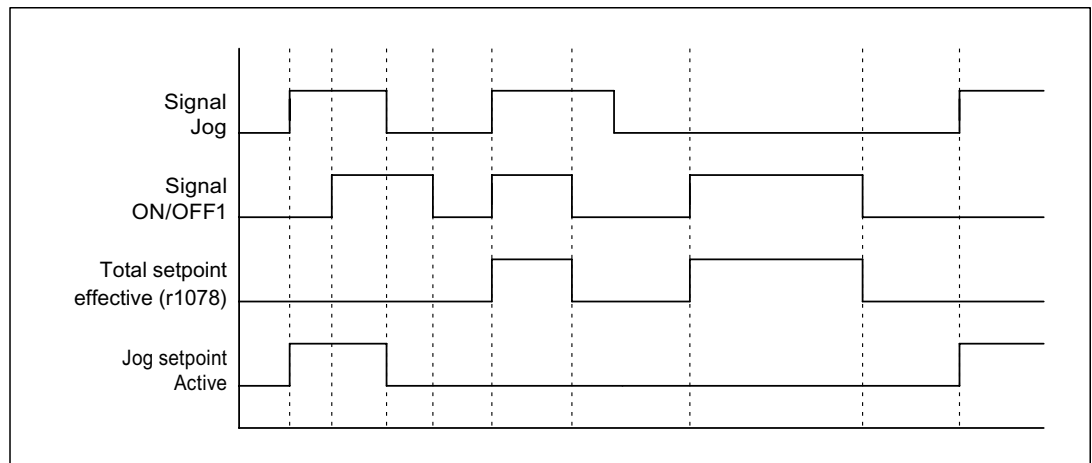 Signal
Jog
Signal
ON/OFF1
Total setpoint
effective (r1078)
Jog setpoint
Active